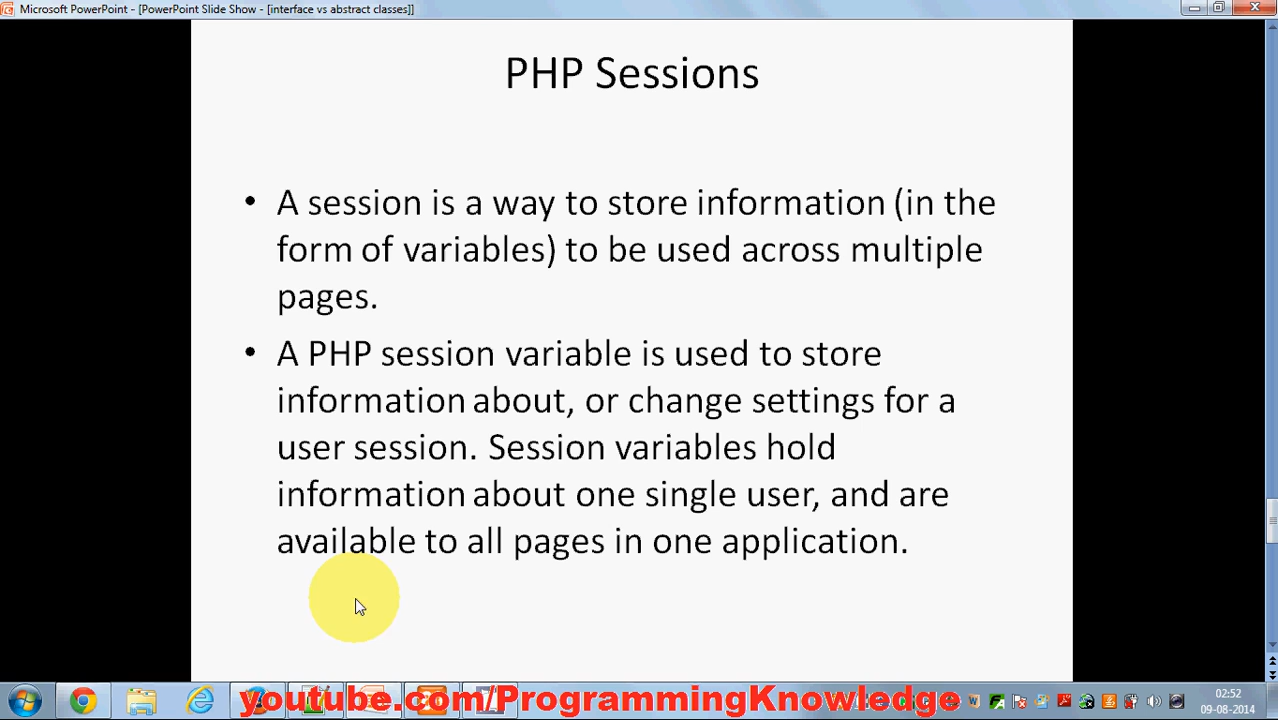 Microsoft PowerPoint - [PowerPoint Slide Show - [interface vs abstract classes]]
PHP Sessions
• A session is a way to store information (in the
form of variables) to be used across multiple
pages.
• A PHP session variable is used to store
information about, or change settings for a
user session. Session variables hold
information about one single user, and are
available to all pages in one application.
youtube.com/ProgrammingKnowledge
02:52
09-08-2014